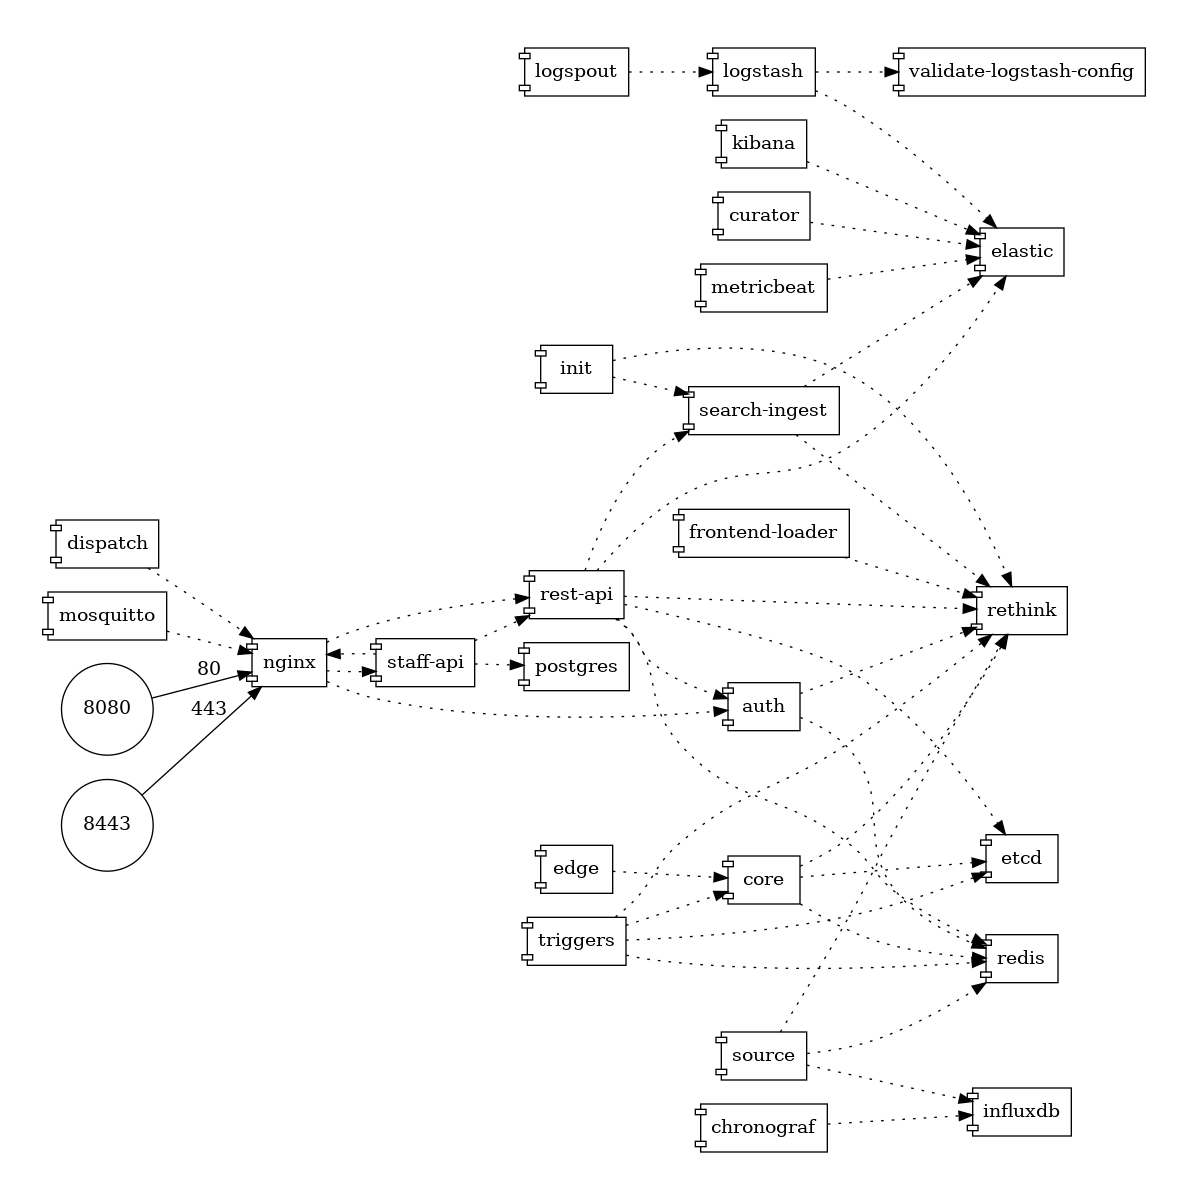 logspout
logstash
validate-logstash-config
kibana
curator
elastic
metricbeat
init
search-ingest
frontend-loader
dispatch
rest-api
rethink
mosquitto
nginx
staff-api
postgres
80
8080
443
auth
8443
edge
core
etcd
triggers
redis
source
influxdb
chronograf